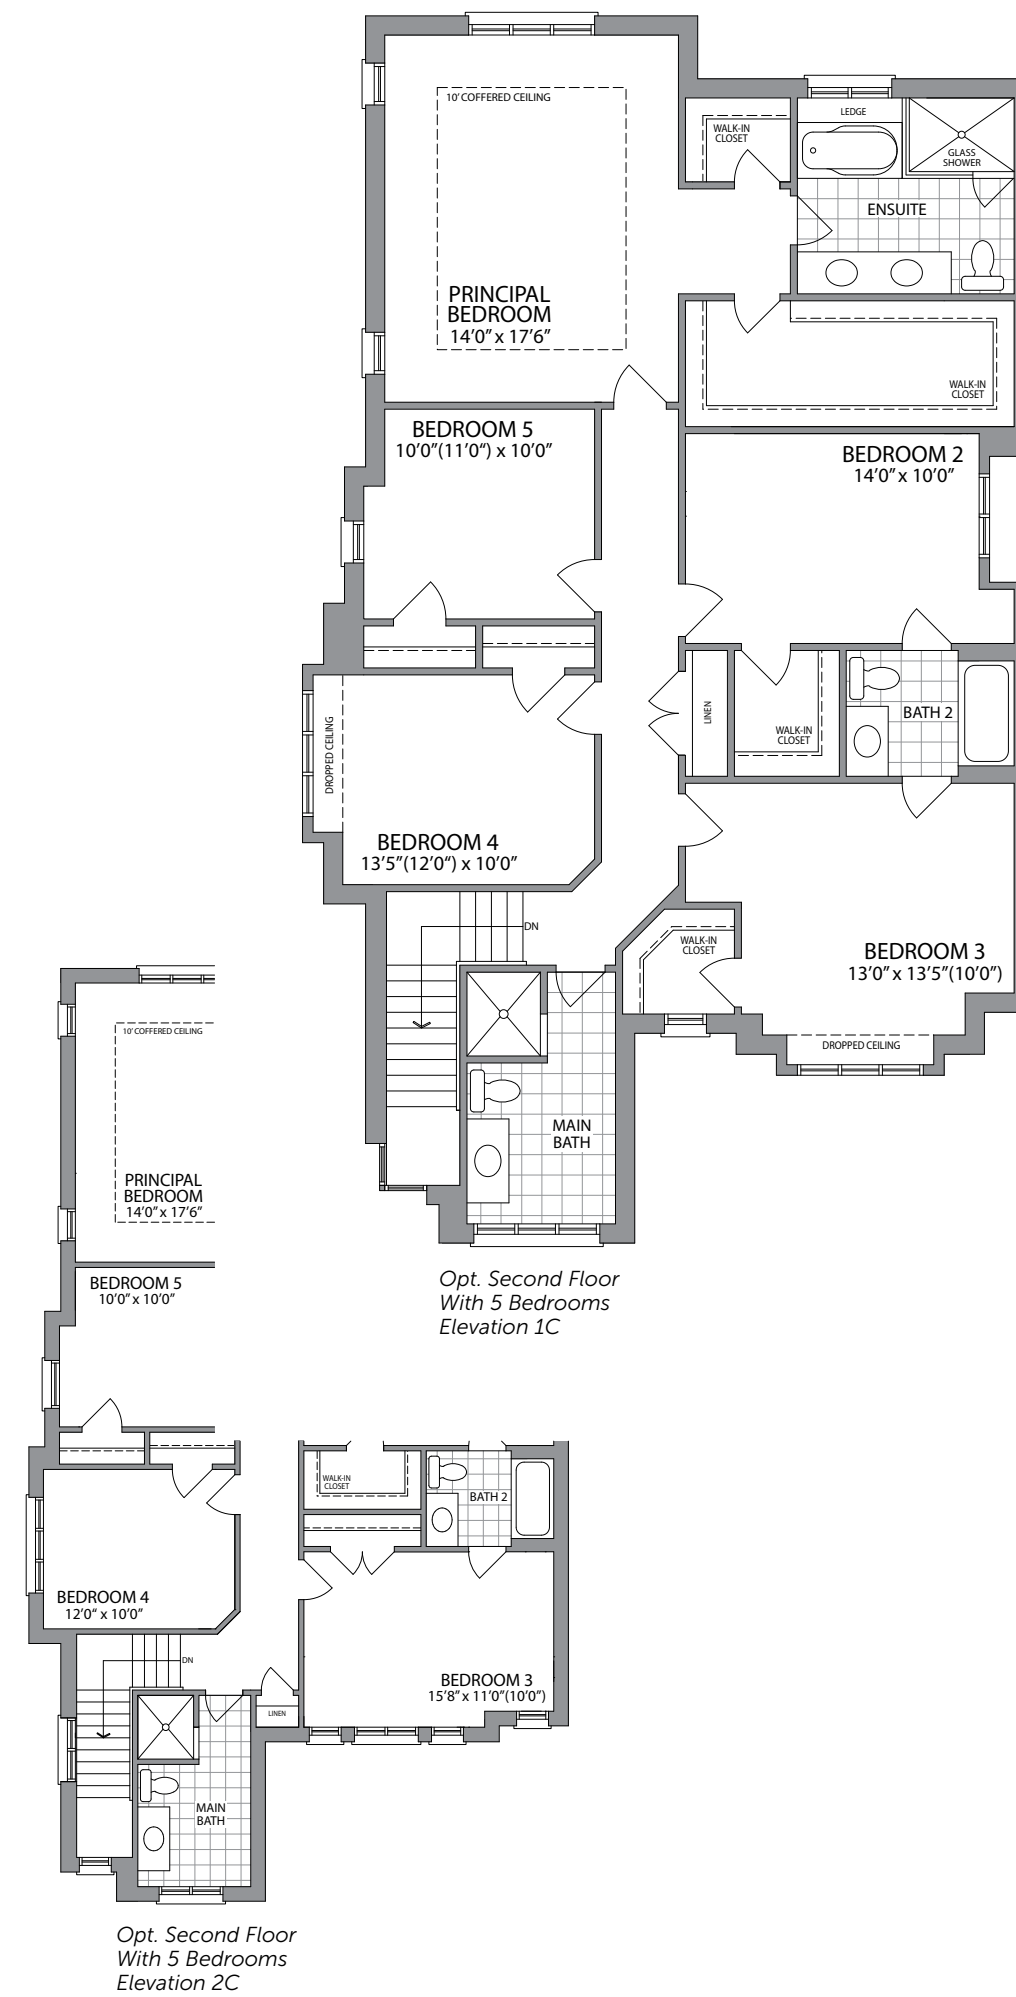 10' COFFERED CEILING
WALK-IN
CLOSET
LEDGE
GLASS
SHOWER
ENSUITE
PRINCIPAL
BEDROOM
14'0" x 17'6"
WALK-IN
CLOSET
BEDROOM 5
10'0"(11'0") x 10'0"
BEDROOM 2
14'0" x 10'0"
DROPPED CEILING
LINEN
WALK-IN
CLOSET
BATH 2
BEDROOM 4
13'5"(12'0") x 10'0"
DN
WALK-IN
CLOSET
BEDROOM 3
13'0" x 13'5"(10'0")
DROPPED CEILING
MAIN
BATH
Opt. Second Floor
With 5 Bedrooms
Elevation 1C
10' COFFERED CEILING
PRINCIPAL
BEDROOM
14'0" x 17'6"
BEDROOM 5
10'0" x 10'0"
WALK-IN
CLOSET
BATH 2
BEDROOM 4
12'0" x 10'0"
DN
BEDROOM 3
15'8" x 11'0"(10'0")
LINEN
MAIN
BATH
Opt. Second Floor
With 5 Bedrooms
Elevation 2C